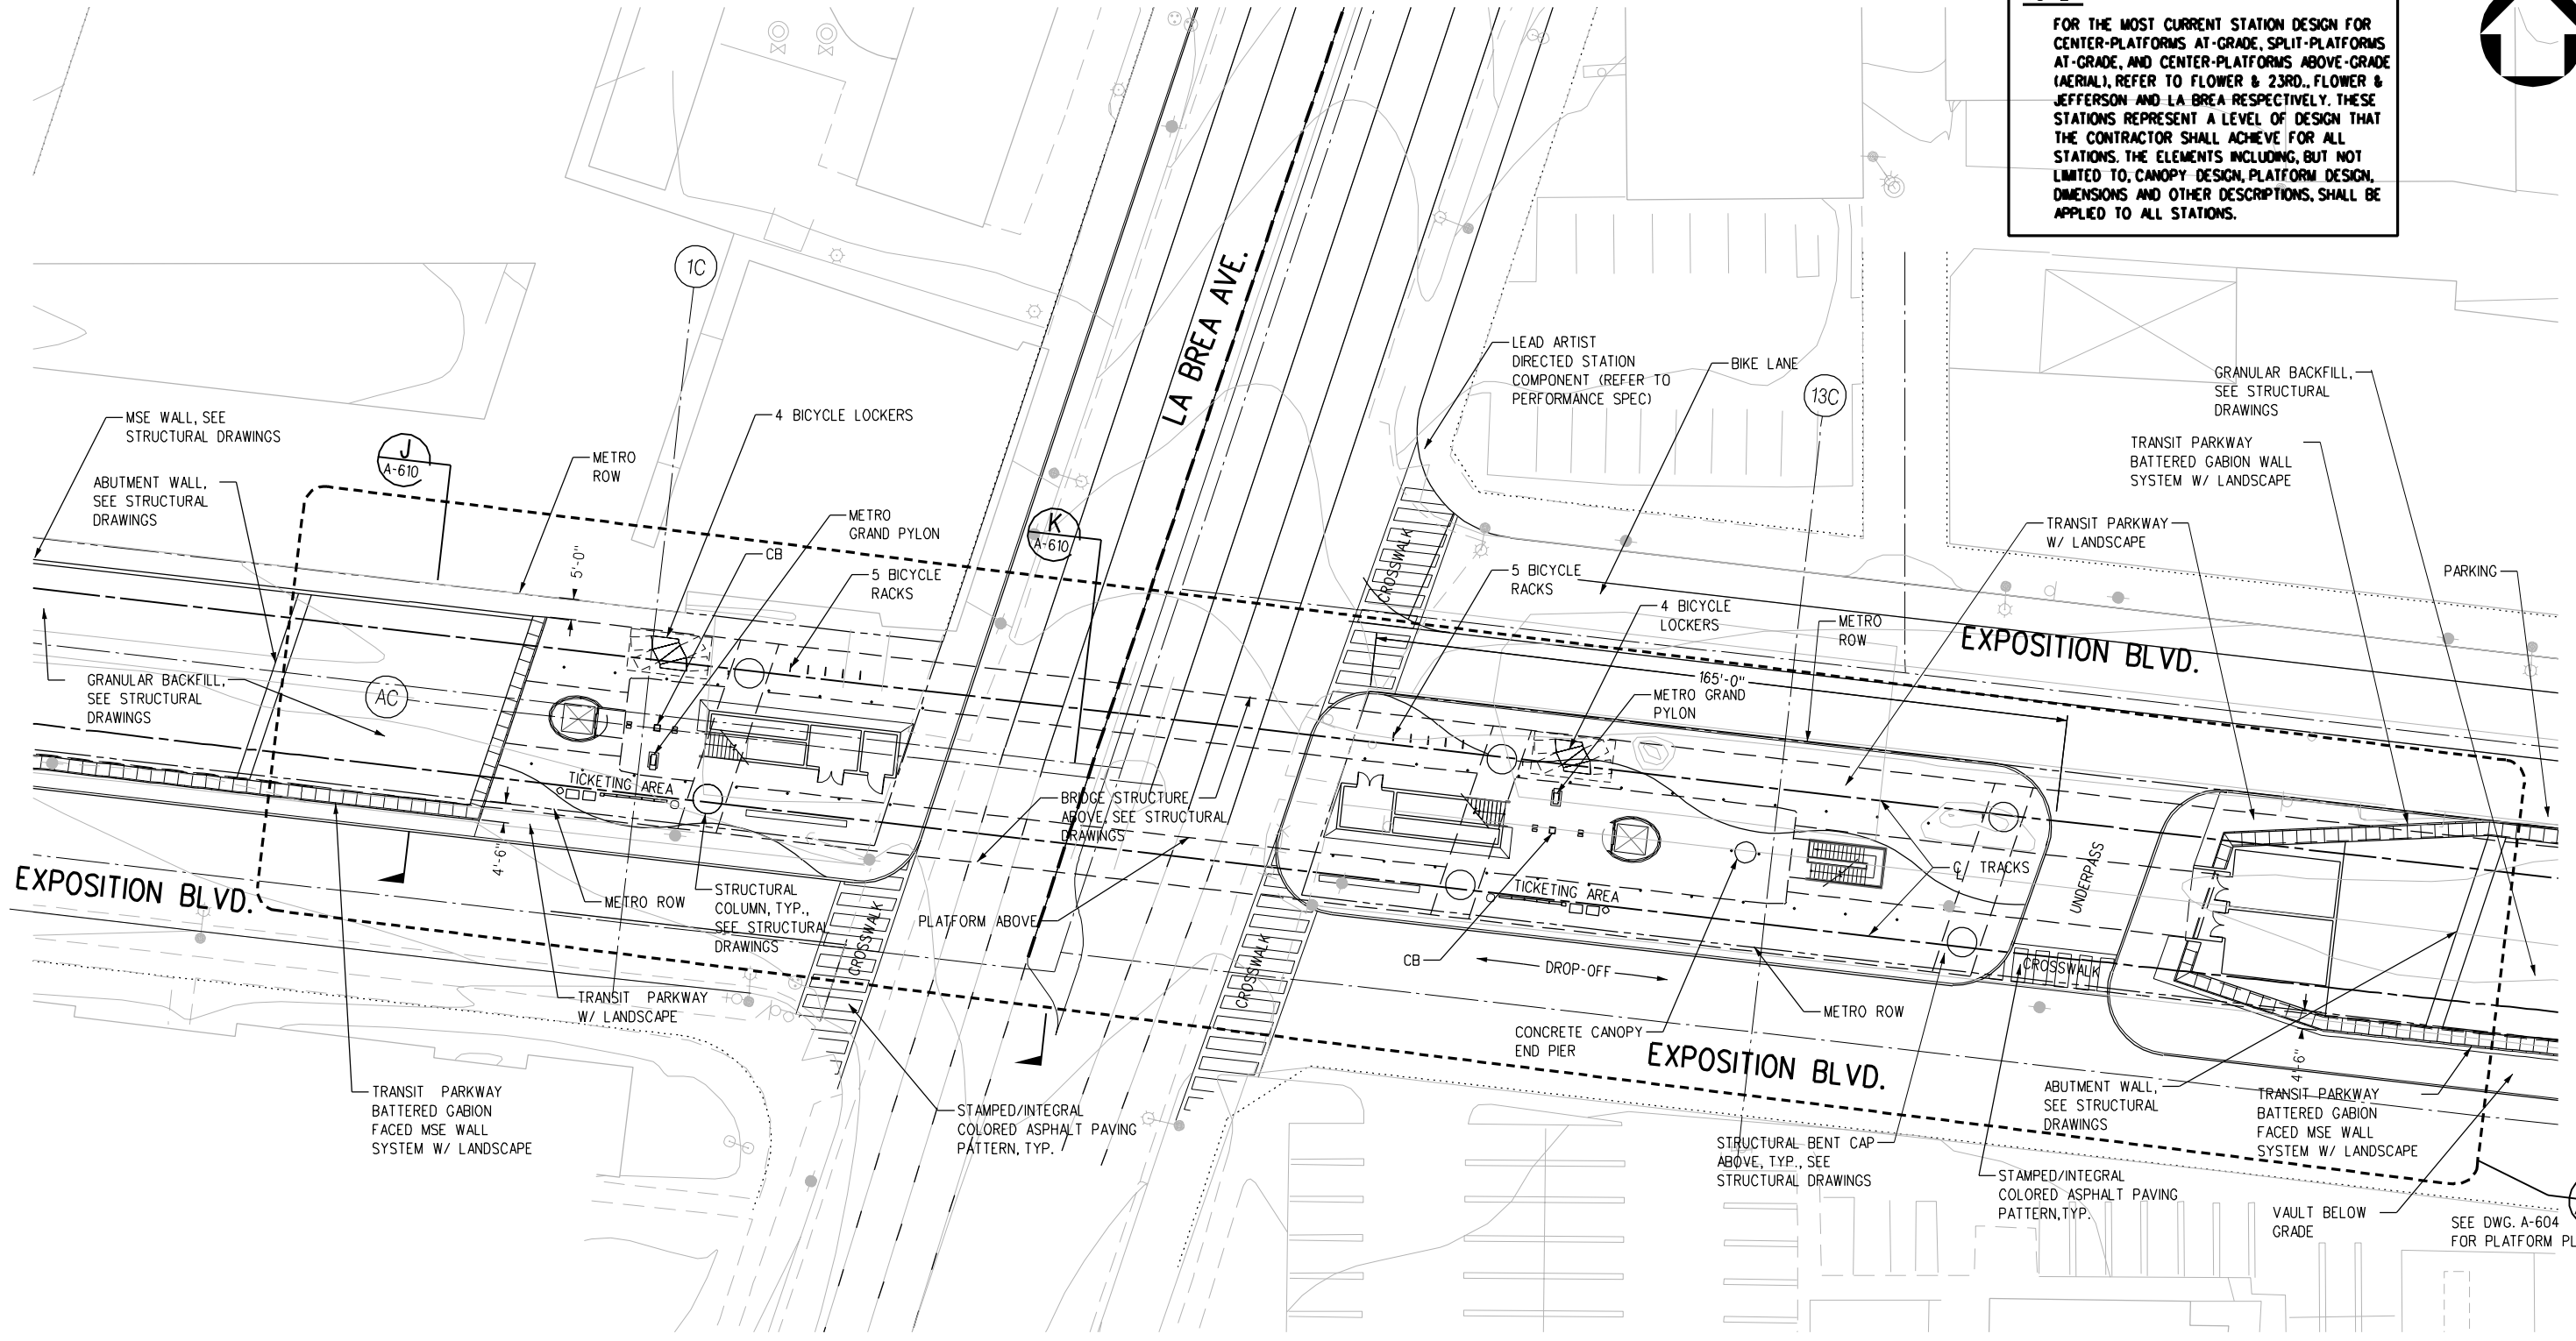 FOR THE MOST CURRENT STATION DESIGN FOR
CENTER-PLATFORMS AT-GRADE, SPLIT-PLATFORMS
AT-GRADE, AND CENTER-PLATFORMS ABOVE-GRADE
(AERIAL), REFER TO FLOWER & 23RD., FLOWER &
JEFFERSON AND LA BREA RESPECTIVELY. THESE
STATIONS REPRESENT A LEVEL OF DESIGN THAT
THE CONTRACTOR SHALL ACHIEVE FOR ALL
STATIONS. THE ELEMENTS INCLUDING, BUT NOT
LIMITED TO, CANOPY DESIGN, PLATFORM DESIGN,
DIMENSIONS AND OTHER DESCRIPTIONS, SHALL BE
APPLIED TO ALL STATIONS.
1C
LA BREA AVE.
LEAD ARTIST
DIRECTED STATION
COMPONENT (REFER TO
PERFORMANCE SPEC)
BIKE LANE
13C
GRANULAR BACKFILL,
SEE STRUCTURAL
DRAWINGS
MSE WALL, SEE
STRUCTURAL DRAWINGS
4 BICYCLE LOCKERS
J
A-610
METRO
ROW
TRANSIT PARKWAY
BATTERED GABION WALL
SYSTEM W/ LANDSCAPE
ABUTMENT WALL,
SEE STRUCTURAL
DRAWINGS
METRO
GRAND PYLON
K
A-610
TRANSIT PARKWAY
W/ LANDSCAPE
CB
5'-0"
5 BICYCLE
RACKS
CROSSWALK
5 BICYCLE
RACKS
PARKING
4 BICYCLE
LOCKERS
METRO
ROW
EXPOSITION BLVD.
165'-0"
METRO GRAND
PYLON
GRANULAR BACKFILL,
SEE STRUCTURAL
DRAWINGS
AC
TICKETING AREA
BRIDGE STRUCTURE
ABOVE, SEE STRUCTURAL
DRAWINGS
4'-6"
EXPOSITION BLVD.
METRO ROW
STRUCTURAL
COLUMN, TYP.,
SEE STRUCTURAL
DRAWINGS
CROSSWALK
PLATFORM ABOVE
TICKETING AREA
CL TRACKS
UNDERPASS
CROSSWALK
CB
DROP-OFF
CROSSWALK
TRANSIT PARKWAY
W/ LANDSCAPE
METRO ROW
CONCRETE CANOPY
END PIER
EXPOSITION BLVD.
4'-6"
TRANSIT PARKWAY
BATTERED GABION
FACED MSE WALL
SYSTEM W/ LANDSCAPE
STAMPED/INTEGRAL
COLORED ASPHALT PAVING
PATTERN, TYP.
STRUCTURAL BENT CAP
ABOVE, TYP., SEE
STRUCTURAL DRAWINGS
ABUTMENT WALL,
SEE STRUCTURAL
DRAWINGS
TRANSIT PARKWAY
BATTERED GABION
FACED MSE WALL
SYSTEM W/ LANDSCAPE
STAMPED/INTEGRAL
COLORED ASPHALT PAVING
PATTERN, TYP.
VAULT BELOW
GRADE
SEE DWG. A-604
FOR PLATFORM PL